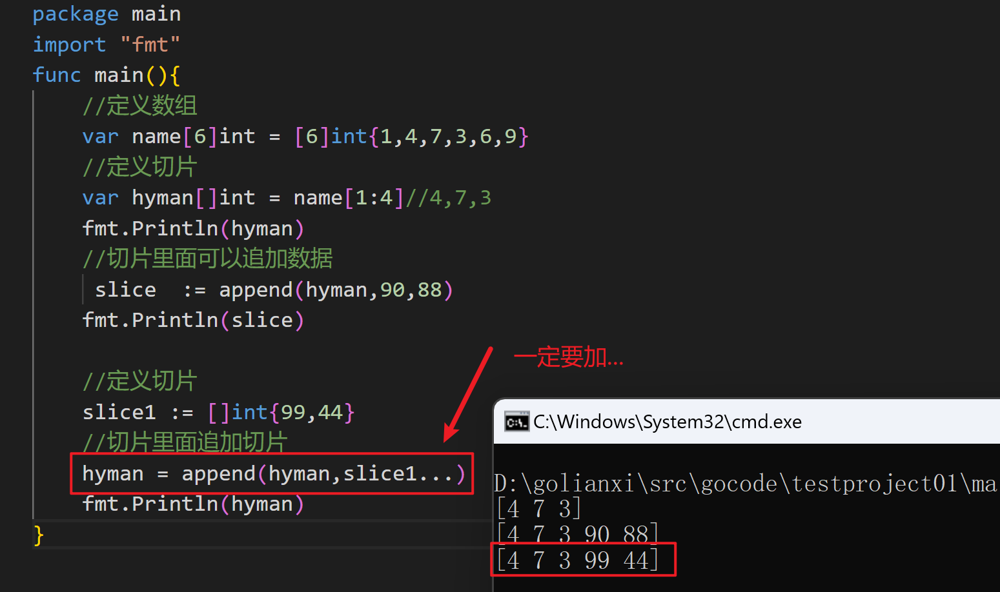 package main
import "fmt"
func main(){
//定义数组
var name[6]int = [6]int{1,4,7,3,6,9}
//定义切片
var hyman[]int = name[1:4]//4,7,3
fmt.Println(hyman)
//切片里面可以追加数据
slice  := append(hyman,90,88)
fmt.Println(slice)
一定要加...
//定义切片
slice1 := []int{99,44}
//切片里面追加切片
hyman = append(hyman,slice1...)
fmt.Println(hyman)
}
C:\Windows\System32\cmd.exe
D:\golianxi\src\gocode\testproject01\ma
[4 7 3]
[4 7 3 90 88]
[4 7 3 99 44]